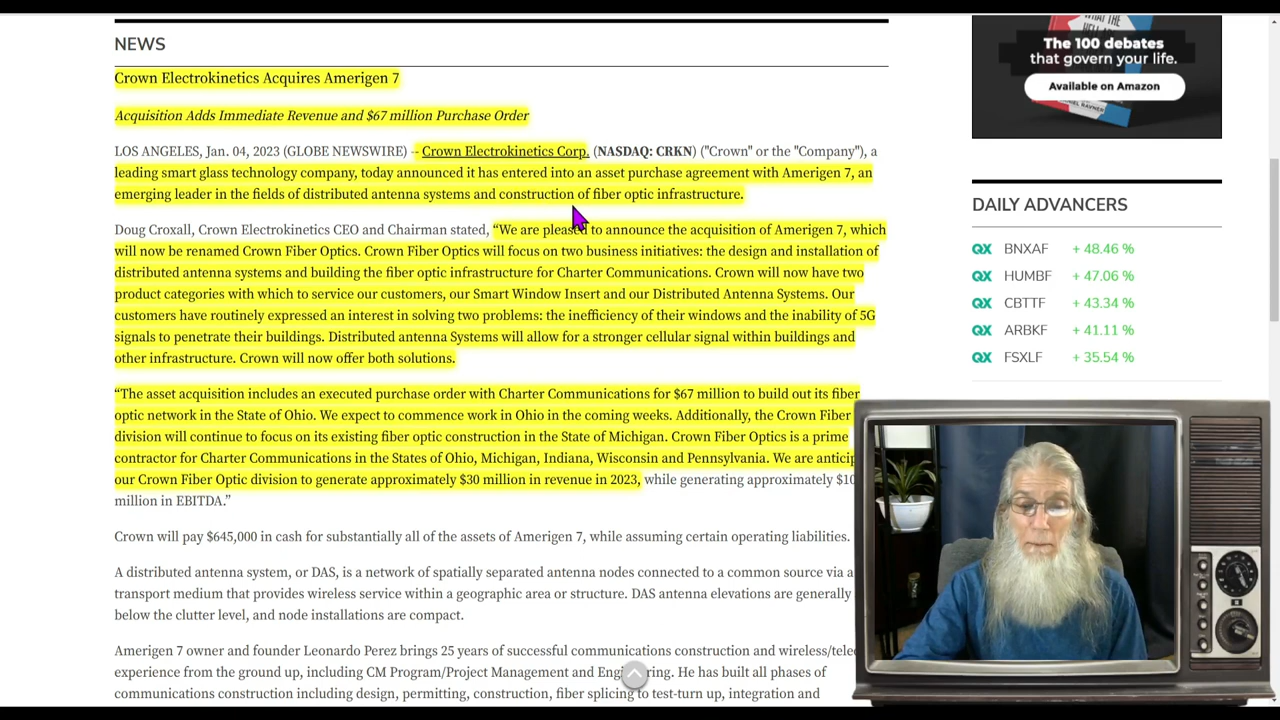 NEWS
Crown Electrokinetics Acquires Amerigen 7
Acquisition Adds Immediate Revenue and $67 million Purchase Order
LOS ANGELES, Jan. 04, 2023 (GLOBE NEWSWIRE) -- Crown Electrokinetics Corp. (NASDAQ: CRKN) ("Crown" or the "Company"), a
leading smart glass technology company, today announced it has entered into an asset purchase agreement with Amerigen 7, an
emerging leader in the fields of distributed antenna systems and construction of fiber optic infrastructure.
Doug Croxall, Crown Electrokinetics CEO and Chairman stated, “We are pleased to announce the acquisition of Amerigen 7, which
will now be renamed Crown Fiber Optics. Crown Fiber Optics will focus on two business initiatives: the design and installation of
distributed antenna systems and building the fiber optic infrastructure for Charter Communications. Crown will now have two
product categories with which to service our customers, our Smart Window Insert and our Distributed Antenna Systems. Our
customers have routinely expressed an interest in solving two problems: the inefficiency of their windows and the inability of 5G
signals to penetrate their buildings. Distributed antenna Systems will allow for a stronger cellular signal within buildings and
other infrastructure. Crown will now offer both solutions.
“The asset acquisition includes an executed purchase order with Charter Communications for $67 million to build out its fiber
optic network in the State of Ohio. We expect to commence work in Ohio in the coming weeks. Additionally, the Crown Fiber
division will continue to focus on its existing fiber optic construction in the State of Michigan. Crown Fiber Optics is a prime
contractor for Charter Communications in the States of Ohio, Michigan, Indiana, Wisconsin and Pennsylvania. We are anticip
our Crown Fiber Optic division to generate approximately $30 million in revenue in 2023, while generating approximately $10
million in EBITDA.”
Crown will pay $645,000 in cash for substantially all of the assets of Amerigen 7, while assuming certain operating liabilities.
A distributed antenna system, or DAS, is a network of spatially separated antenna nodes connected to a common source via a
transport medium that provides wireless service within a geographic area or structure. DAS antenna elevations are generally
below the clutter level, and node installations are compact.
Amerigen 7 owner and founder Leonardo Perez brings 25 years of successful communications construction and wireless/tele
experience from the ground up, including CM Program/Project Management and Engineering. He has built all phases of
communications construction including design, permitting, construction, fiber splicing to test-turn up, integration and
The 100 debates
that govern your life.
Available on Amazon
DAILY ADVANCERS
QX BNXAF + 48.46 %
QX HUMBF + 47.06 %
QX CBTTF + 43.34 %
QX ARBKF + 41.11 %
QX FSXLF + 35.54 %